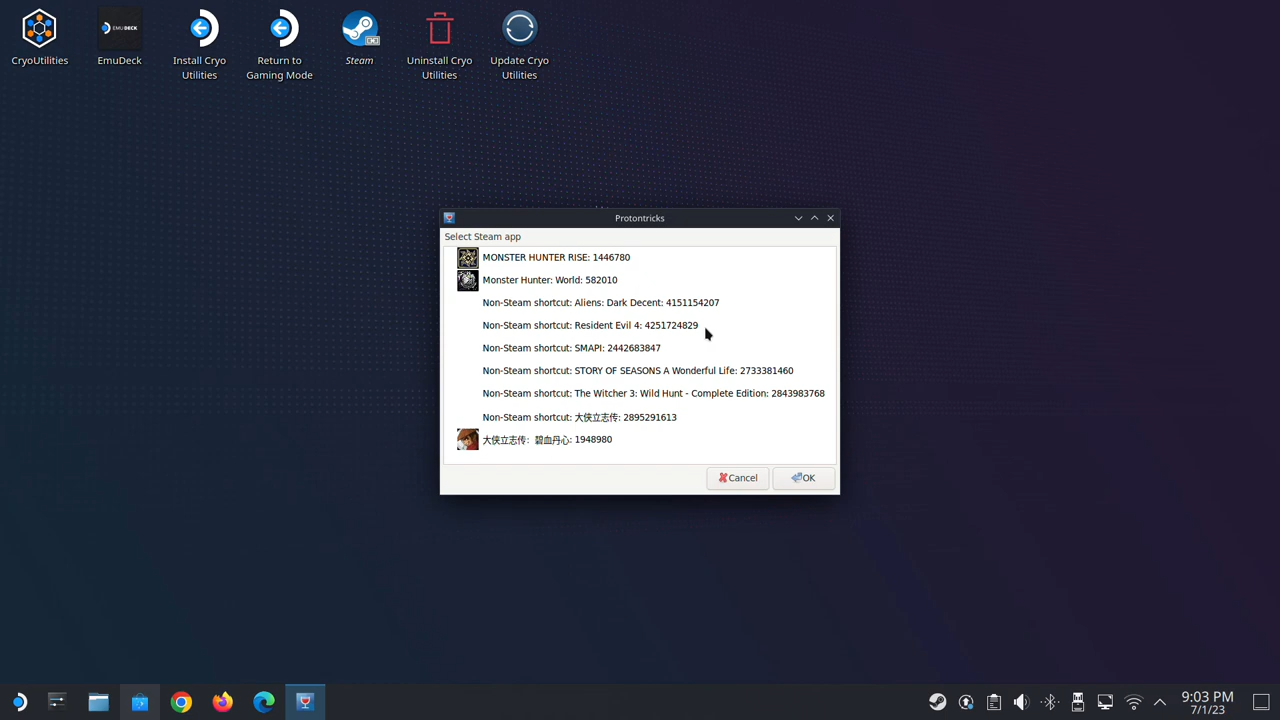 CryoUtilities
EMUDECK
EmuDeck
Install Cryo
Utilities
Return to
Gaming Mode
Steam
Uninstall Cryo
Utilities
Update Cryo
Utilities
Protontricks
Select Steam app
MONSTER HUNTER RISE: 1446780
Monster Hunter: World: 582010
Non-Steam shortcut: Aliens: Dark Decent: 4151154207
Non-Steam shortcut: Resident Evil 4: 4251724829
Non-Steam shortcut: SMAPI: 2442683847
Non-Steam shortcut: STORY OF SEASONS A Wonderful Life: 2733381460
Non-Steam shortcut: The Witcher 3: Wild Hunt - Complete Edition: 2843983768
Non-Steam shortcut: 大侠立志传: 2895291613
大侠立志传：碧血丹心: 1948980
Cancel
OK
9:03 PM
7/1/23